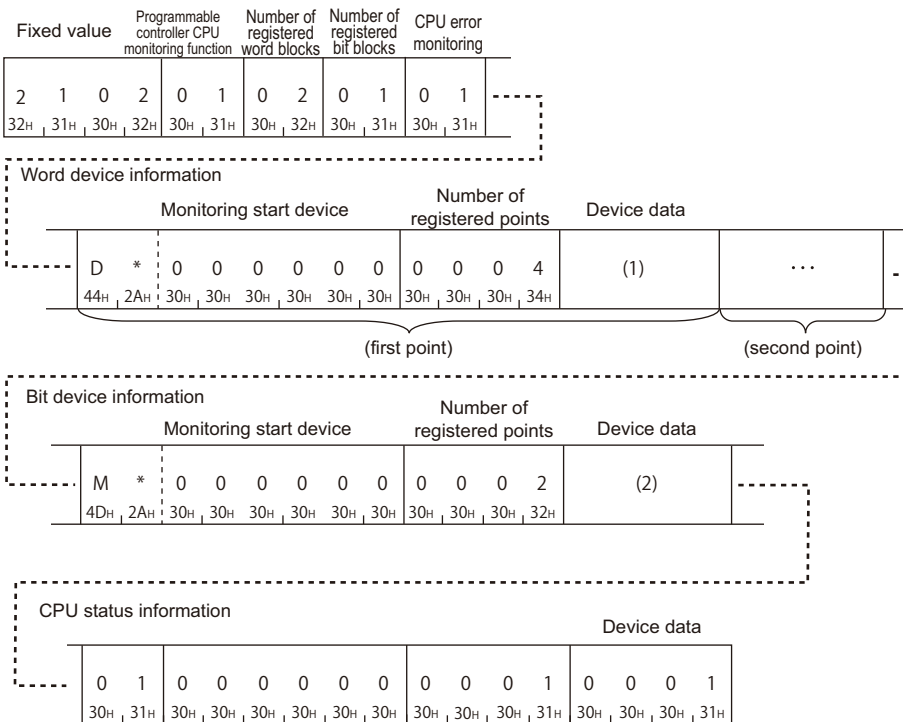 Fixed value
Programmable controller CPU monitoring function
Number of registered word blocks
Number of registered bit blocks
CPU error monitoring
2 1 0 2 0 1 0 2 0 1 0 1
32H 31H 30H 32H 30H 31H 30H 32H 30H 31H 30H 31H
Word device information
Monitoring start device
Number of registered points
Device data
D * 0 0 0 0 0 0 0 0 0 4 (1) ...
44H 2AH 30H 30H 30H 30H 30H 30H 30H 30H 30H 34H
(first point) (second point)
Bit device information
Monitoring start device
Number of registered points
Device data
M * 0 0 0 0 0 0 0 0 0 2 (2)
4DH 2AH 30H 30H 30H 30H 30H 30H 30H 30H 30H 32H
CPU status information
Device data
0 1 0 0 0 0 0 0 0 0 0 1 0 0 0 1
30H 31H 30H 30H 30H 30H 30H 30H 30H 30H 30H 31H 30H 30H 30H 31H